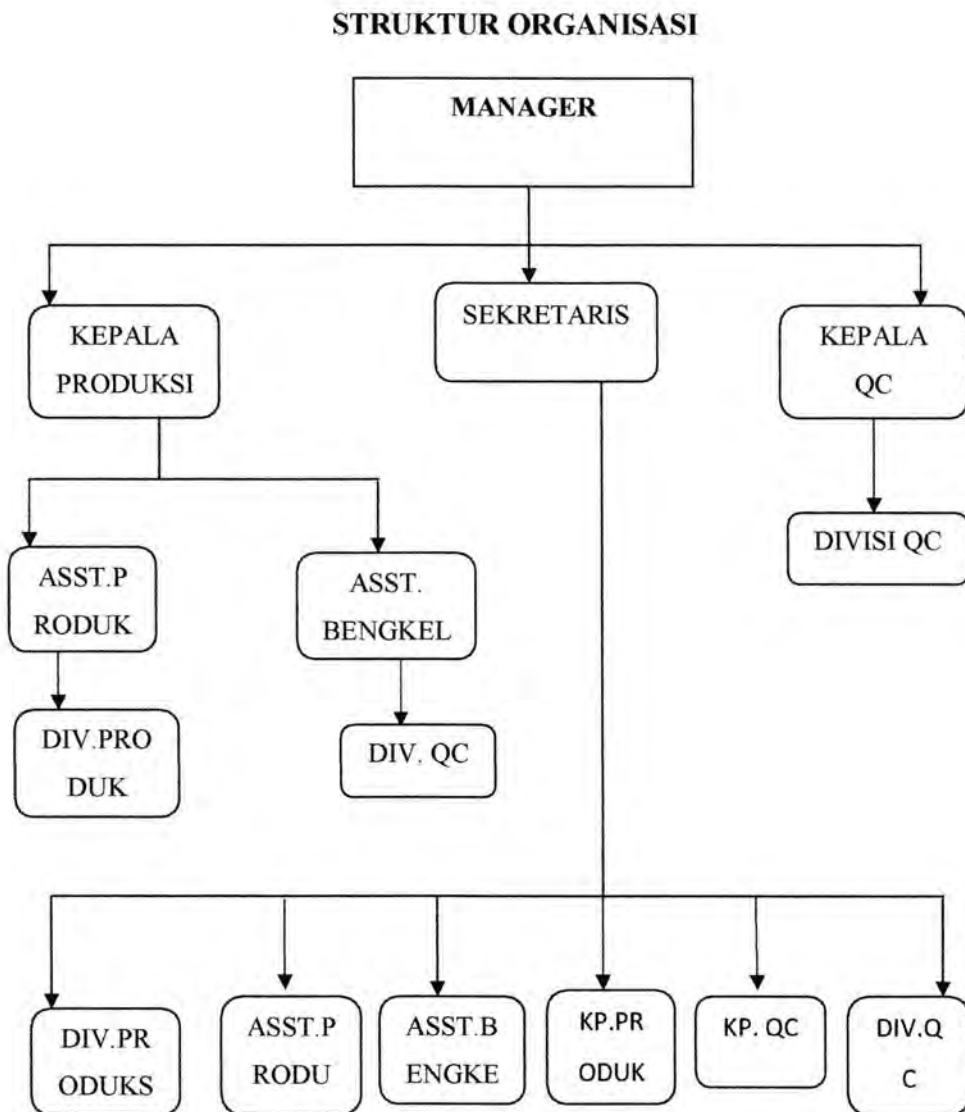 STRUKTUR ORGANISASI
MANAGER
KEPALA
PRODUKSI
SEKRETARIS
KEPALA
QC
ASST.P
RODUK
ASST.
BENGKEL
DIVISI QC
DIV.PRO
DUK
DIV. QC
DIV.PR
ODUKS
ASST.P
RODU
ASST.B
ENGKE
KP.PR
ODUK
KP. QC
DIV.Q
C